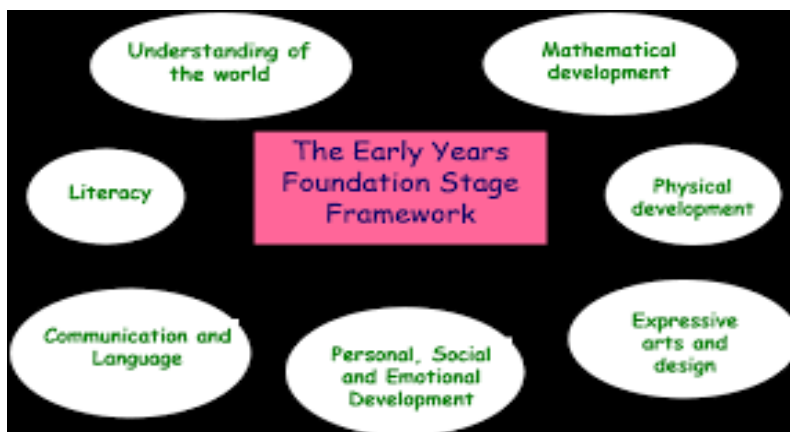 Understanding of
the world
Mathematical
development
The Early Years
Foundation Stage
Framework
Literacy
Physical
development
Communication and
Language
Personal, Social
and Emotional
Development
Expressive
arts and
design